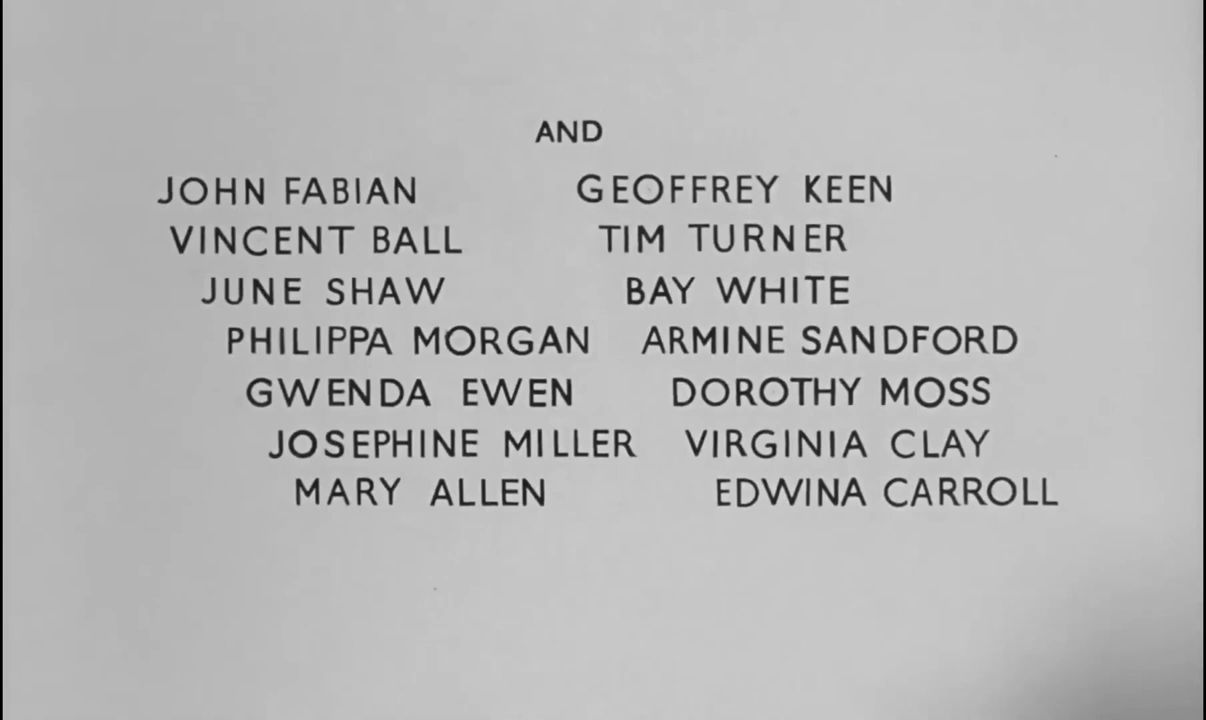 AND
JOHN FABIAN GEOFFREY KEEN
VINCENT BALL TIM TURNER
JUNE SHAW BAY WHITE
PHILIPPA MORGAN ARMINE SANDFORD
GWENDA EWEN DOROTHY MOSS
JOSEPHINE MILLER VIRGINIA CLAY
MARY ALLEN EDWINA CARROLL